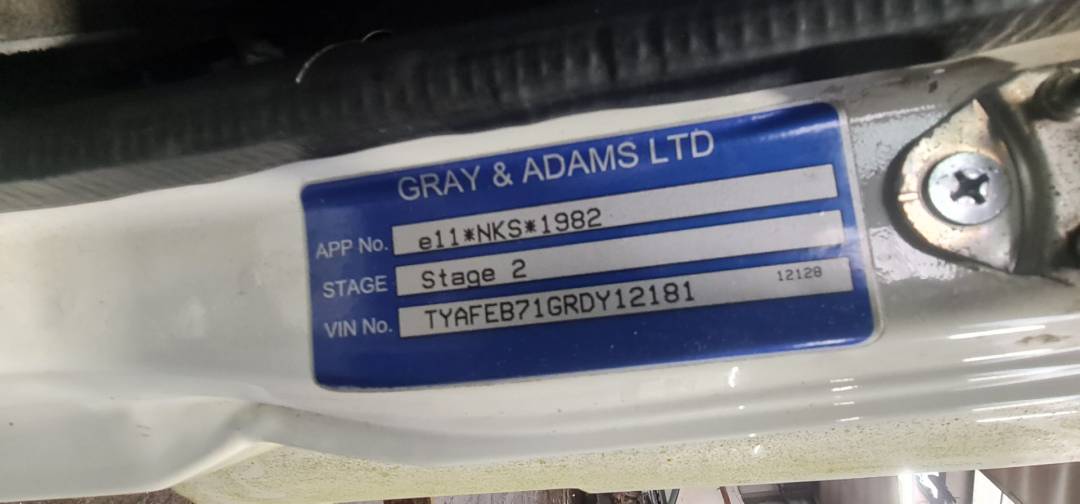 GRAY & ADAMS LTD
APP No. e11*NKS*1982
STAGE Stage 2
VIN No. TYAFEB71GRDY12181 12128